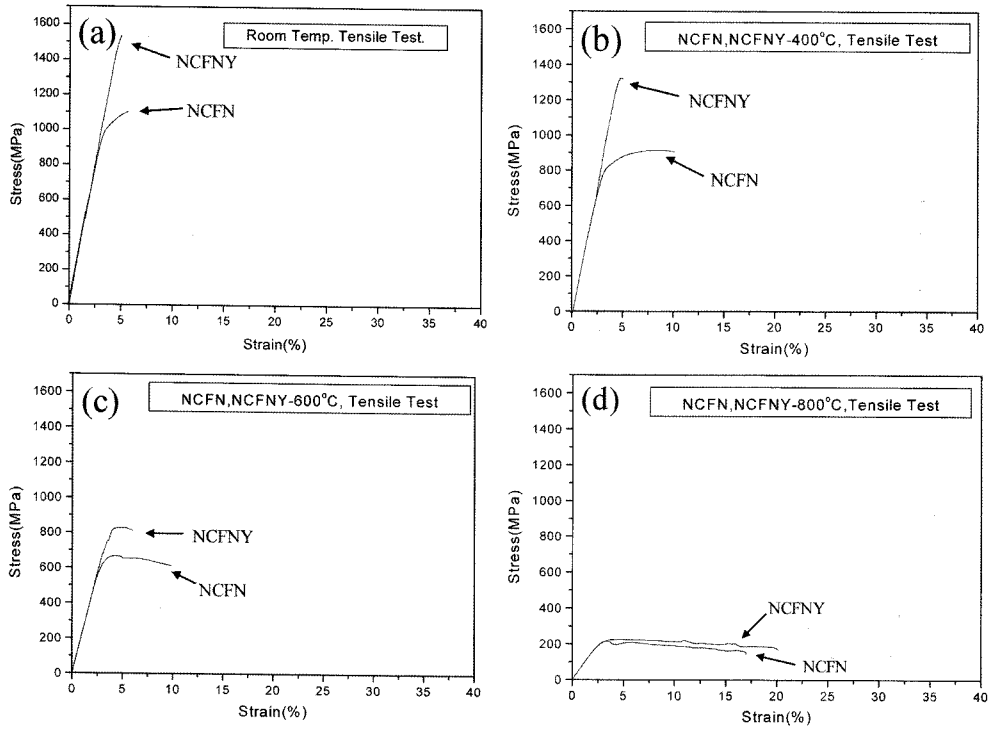 (a)
Room Temp. Tensile Test.
NCFNY
NCFN
Stress(MPa)
1600
1400
1200
1000
800
600
400
200
0
0 5 10 15 20 25 30 35 40
Strain(%)
(b)
NCFN,NCFNY-400°C, Tensile Test
NCFNY
NCFN
Stress(MPa)
1600
1400
1200
1000
800
600
400
200
0
0 5 10 15 20 25 30 35 40
Strain(%)
(c)
NCFN,NCFNY-600°C, Tensile Test
NCFNY
NCFN
Stress(MPa)
1600
1400
1200
1000
800
600
400
200
0
0 5 10 15 20 25 30 35 40
Strain(%)
(d)
NCFN,NCFNY-800°C,Tensile Test
NCFNY
NCFN
Stress(MPa)
1600
1400
1200
1000
800
600
400
200
0
0 5 10 15 20 25 30 35 40
Strain(%)